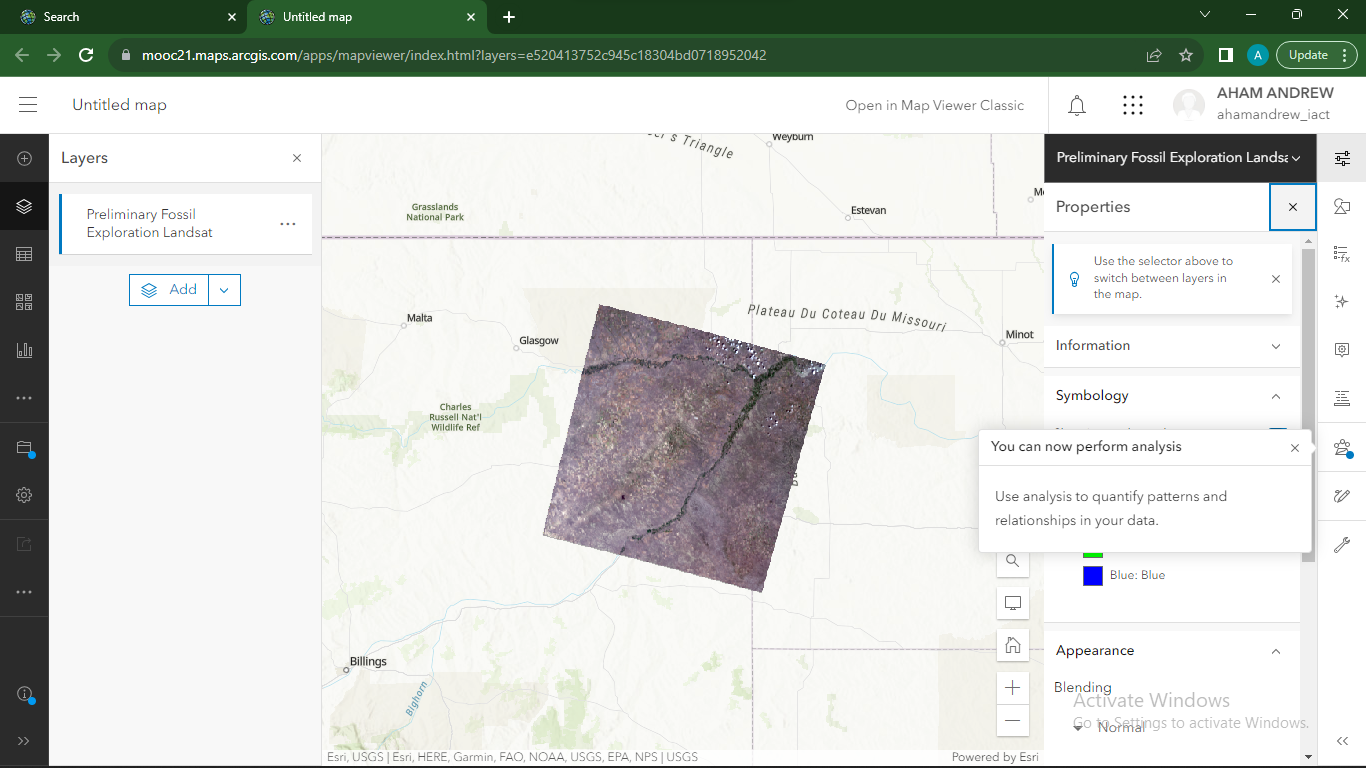 Search
Untitled map
mooc21.maps.arcgis.com/apps/mapviewer/index.html?layers=e520413752c945c18304bd0718952042
A
Update
Untitled map
Open in Map Viewer Classic
AHAM ANDREW
ahamandrew_iact
Layers
Preliminary Fossil
Exploration Landsat
Add
er's Triangle
Weyburn
Grasslands
National Park
Estevan
Malta
Glasgow
Plateau Du Coteau Du Missouri
Minot
Charles
Russell Nat'l
Wildlife Ref
Billings
Bighorn
Esri, USGS | Esri, HERE, Garmin, FAO, NOAA, USGS, EPA, NPS | USGS
Powered by Esri
Preliminary Fossil Exploration Landsa
Properties
Use the selector above to
switch between layers in
the map.
Information
Symbology
You can now perform analysis
Use analysis to quantify patterns and
relationships in your data.
Blue: Blue
Appearance
Blending
Normal
Activate Windows
Go to Settings to activate Windows.